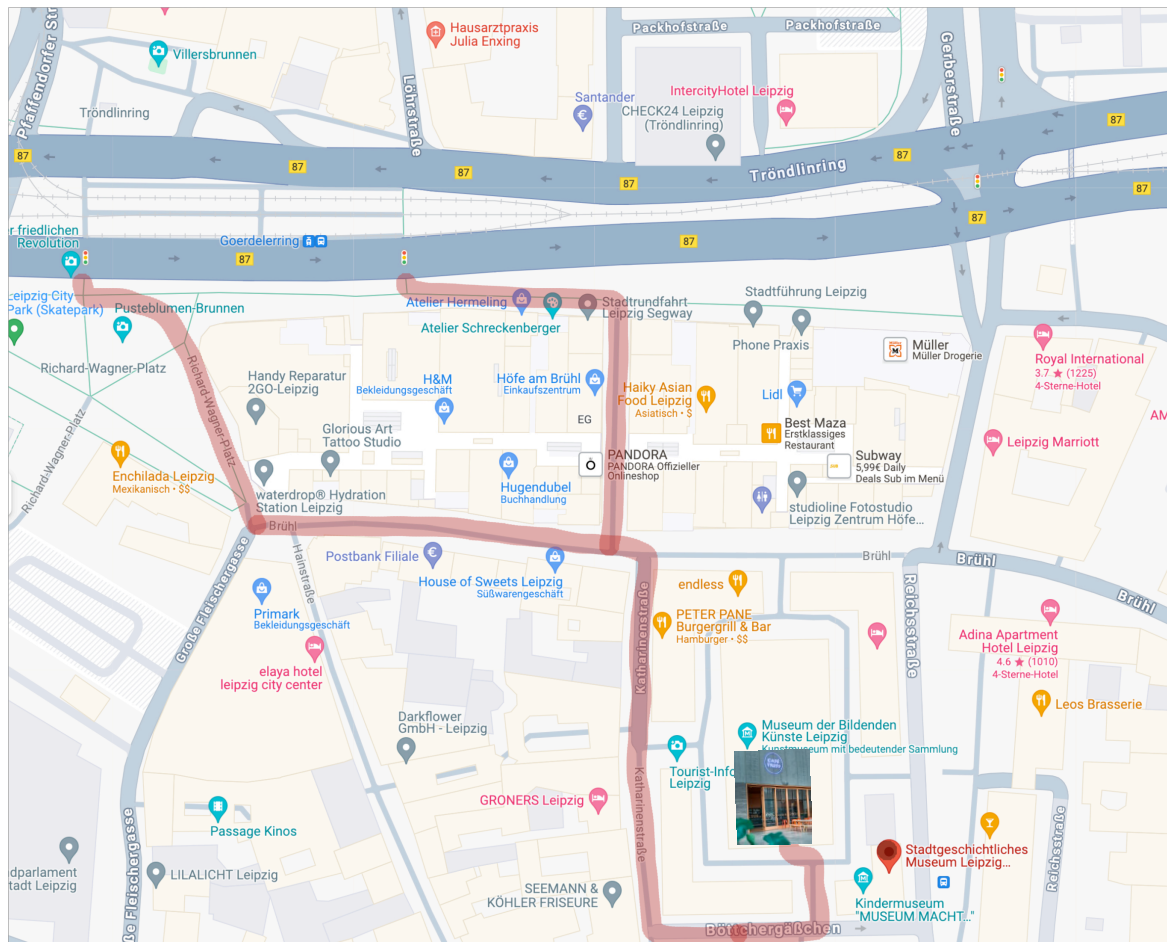 Hausarztpraxis
Julia Enxing
Packhofstraße
Packhofstraße
Pfaffendorfer Str
Villersbrunnen
Löhrstraße
Gerberstraße
Santander
IntercityHotel Leipzig
CHECK24 Leipzig
(Tröndlinring)
Tröndlinring
87
87
87
87
87
87
Tröndlinring
87
87
87
87
er friedlichen
Revolution
Goerdelerring
Leipzig City
Park (Skatepark)
Pusteblumen-Brunnen
Atelier Hermeling
Atelier Schreckenberger
Stadtrundfahrt
Leipzig Segway
Stadtführung Leipzig
Phone Praxis
Müller
Müller Drogerie
Royal International
3.7 ★ (1225)
4-Sterne-Hotel
Richard-Wagner-Platz
Richard-Wagner-Platz
Richard-Wagner-Platz
Handy Reparatur
2GO-Leipzig
H&M
Bekleidungsgeschäft
Höfe am Brühl
Einkaufszentrum
Haiky Asian
Food Leipzig
Asiatisch • $
Lidl
EG
Best Maza
Erstklassiges
Restaurant
AM
Leipzig Marriott
Glorious Art
Tattoo Studio
Enchilada-Leipzig
Mexikanisch • $$
waterdrop® Hydration
Station Leipzig
Hugendubel
Buchhandlung
PANDORA
PANDORA Offizieller
Onlineshop
Subway
5,99€ Daily
Deals Sub im Menü
studioline Fotostudio
Leipzig Zentrum Höfe...
Brühl
Brühl
Brühl
Brühl
Große Fleischergasse
Hainstraße
Postbank Filiale
House of Sweets Leipzig
Süßwarengeschäft
endless
Katharinenstraße
Reichsstraße
PETER PANE
Burgergrill & Bar
Hamburger • $$
Primark
Bekleidungsgeschäft
elaya hotel
leipzig city center
Adina Apartment
Hotel Leipzig
4.6 ★ (1010)
4-Sterne-Hotel
Leos Brasserie
Darkflower
GmbH - Leipzig
Museum der Bildenden
Künste Leipzig
Kunstmuseum mit bedeutender Sammlung
Tourist-Info
Leipzig
GRONERS Leipzig
Katharinenstraße
Passage Kinos
Stadtgeschichtliches
Museum Leipzig...
Reichsstraße
ndparlament
tadt Leipzig
LILALICHT Leipzig
ße Fleischergasse
SEEMANN &
KÖHLER FRISEURE
Kindermuseum
"MUSEUM MACHT..."
Böttchergäßchen